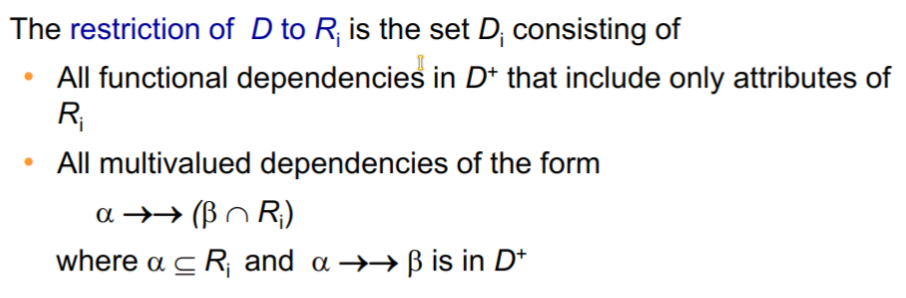 The restriction of D to Rᵢ is the set Dᵢ consisting of
• All functional dependencies in D⁺ that include only attributes of
Rᵢ
• All multivalued dependencies of the form
α →→ (β ∩ Rᵢ)
where α ⊆ Rᵢ and α →→ β is in D⁺